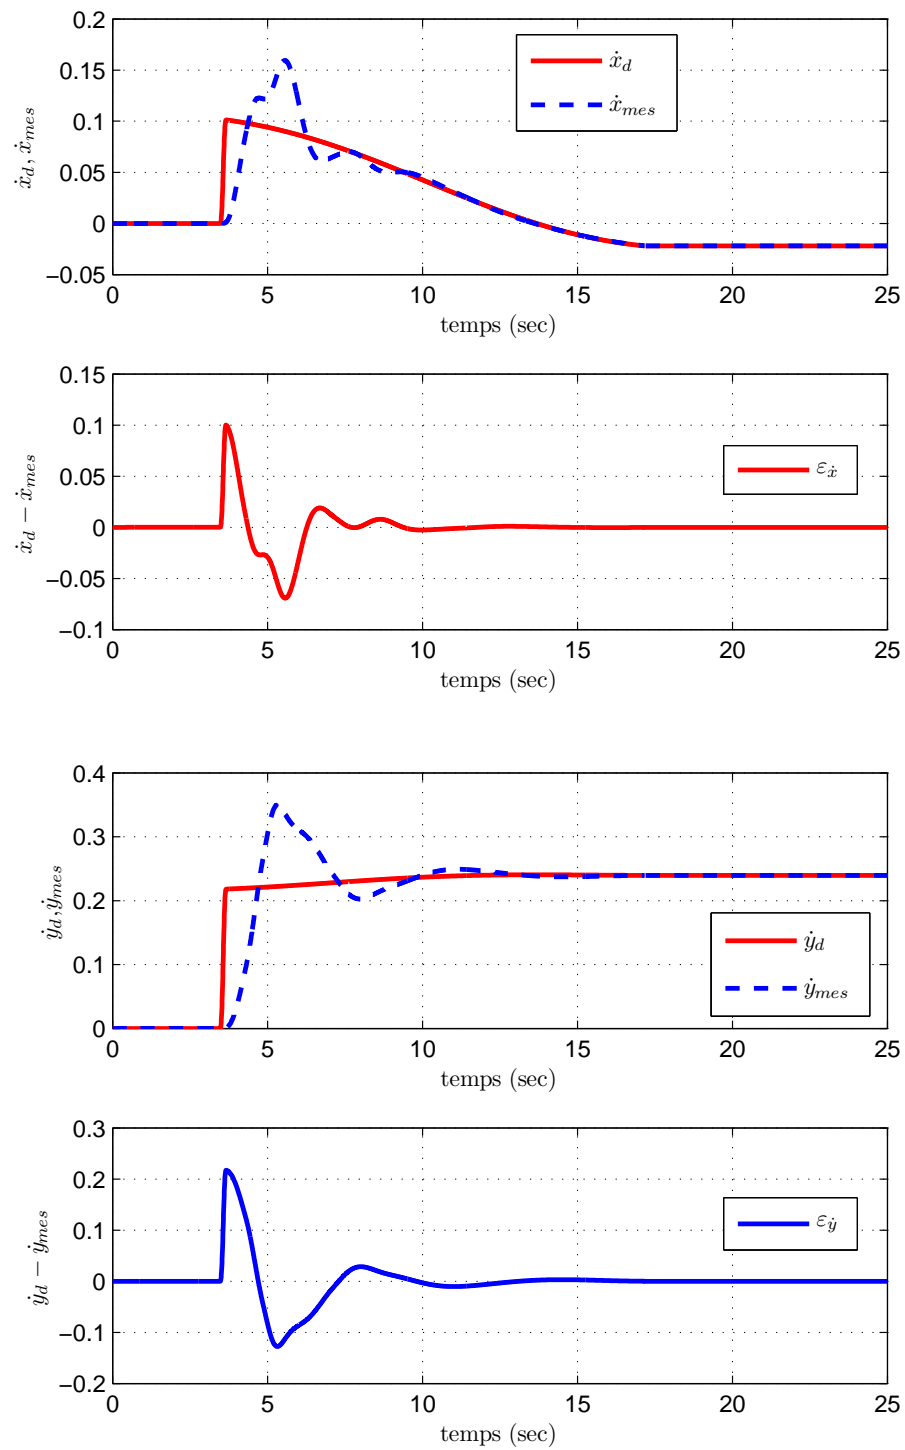 0.2
0.15
0.1
0.05
0
−0.05
ẋ_d, ẋ_mes
ẋ_d
ẋ_mes
0 5 10 15 20 25
temps (sec)
0.15
0.1
0.05
0
−0.05
−0.1
ẋ_d − ẋ_mes
ε_ẋ
0 5 10 15 20 25
temps (sec)
0.4
0.3
0.2
0.1
0
ẏ_d,ẏ_mes
ẏ_d
ẏ_mes
0 5 10 15 20 25
temps (sec)
0.3
0.2
0.1
0
−0.1
−0.2
ẏ_d − ẏ_mes
ε_ẏ
0 5 10 15 20 25
temps (sec)